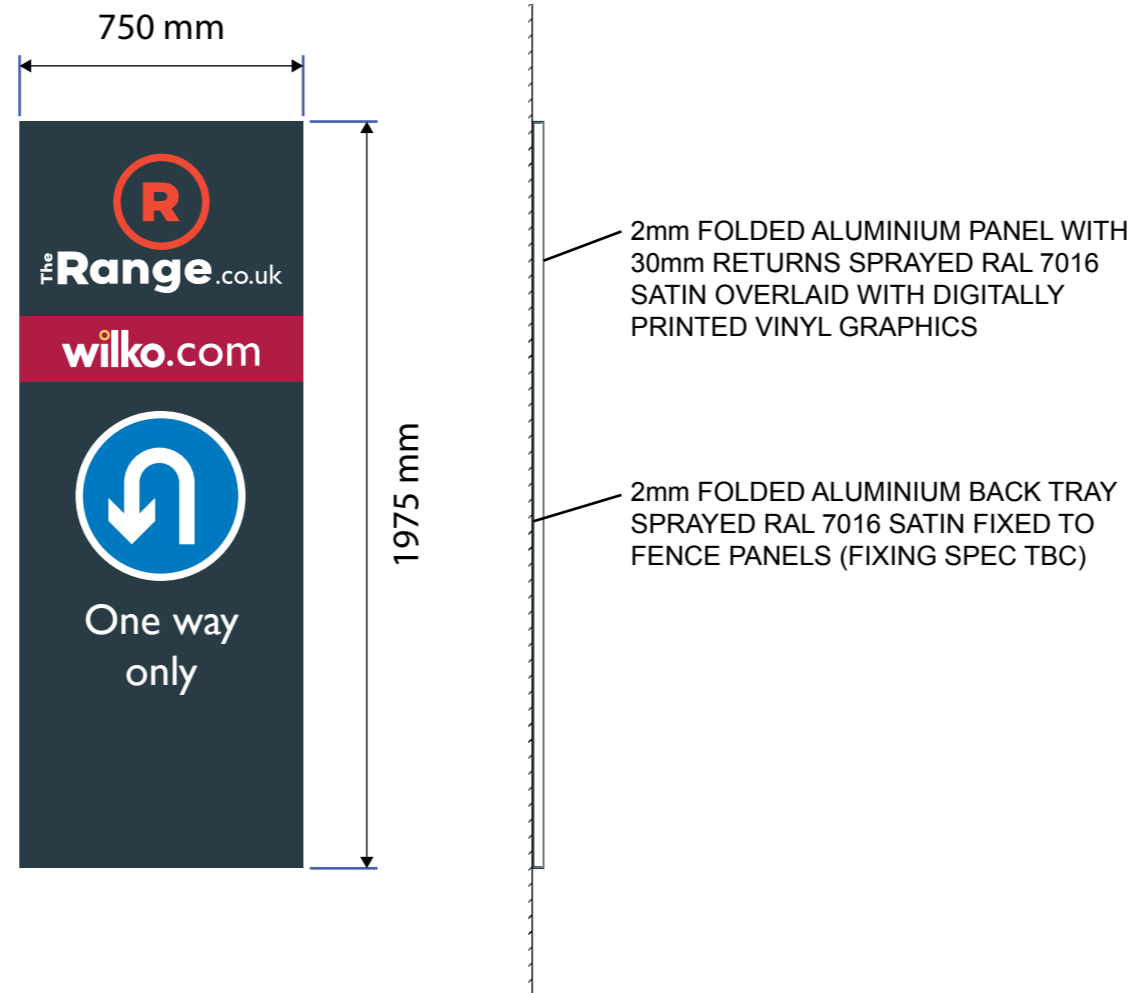 750 mm
R
The Range.co.uk
wilko.com
One way
only
1975 mm
2mm FOLDED ALUMINIUM PANEL WITH
30mm RETURNS SPRAYED RAL 7016
SATIN OVERLAID WITH DIGITALLY
PRINTED VINYL GRAPHICS
2mm FOLDED ALUMINIUM BACK TRAY
SPRAYED RAL 7016 SATIN FIXED TO
FENCE PANELS (FIXING SPEC TBC)